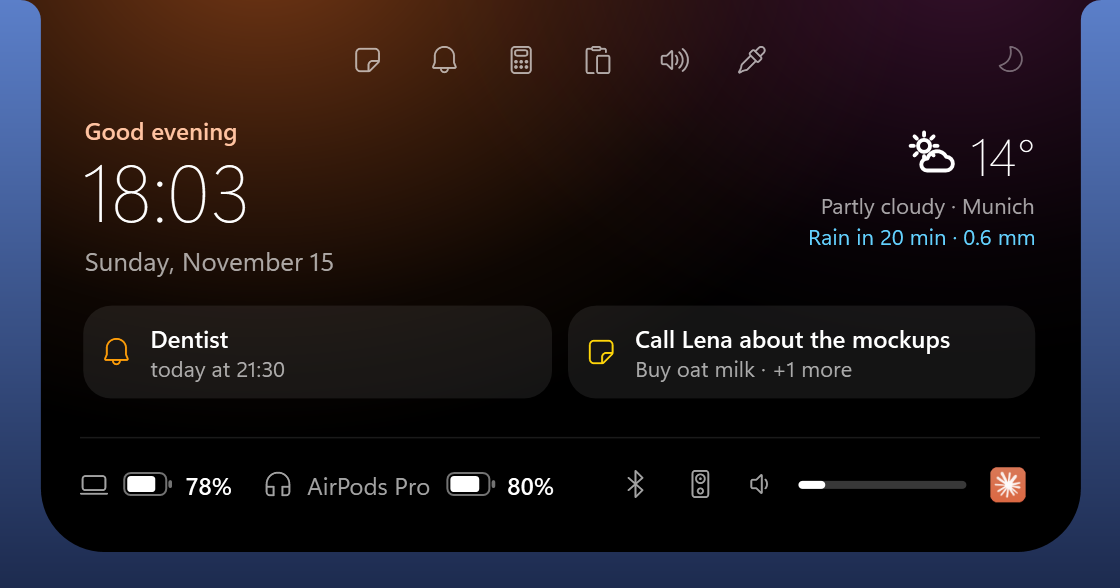 Good evening
18:03
Sunday, November 15
14°
Partly cloudy · Munich
Rain in 20 min · 0.6 mm
Dentist
today at 21:30
Call Lena about the mockups
Buy oat milk · +1 more
78%
AirPods Pro
80%